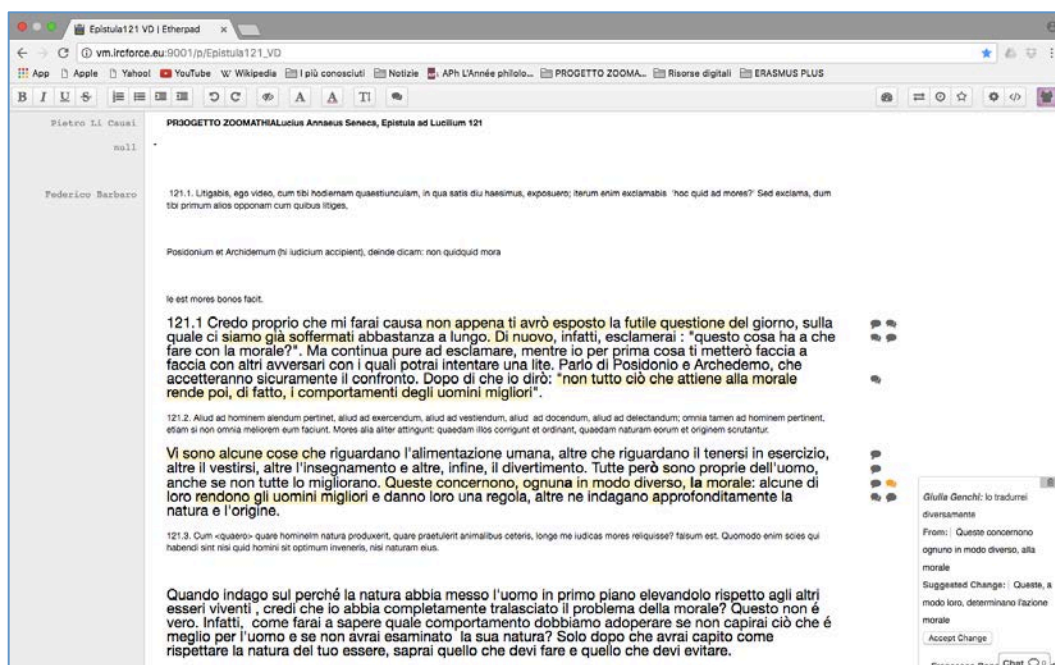 Epistula121 VD | Etherpad
vm.ircforce.eu:9001/p/Epistula121_VD
App Apple Yahoo! YouTube Wikipedia I più conosciuti Notizie APh L'Année philolo... PROGETTO ZOOMA... Risorse digitali ERASMUS PLUS
Pietro Li Causi
PR3OGETTO ZOOMATHIALucius Annaeus Seneca, Epistula ad Lucilium 121
null
Federico Barbaro
121.1. Litigabis, ego video, cum tibi hodiernam quaestiunculam, in qua satis diu haesimus, exposuero; iterum enim exclamabis 'hoc quid ad mores?' Sed exclama, dum
tibi primum alios opponam cum quibus litiges,
Posidonium et Archidemum (hi iudicium accipient), deinde dicam: non quidquid mora
le est mores bonos facit.
121.1 Credo proprio che mi farai causa non appena ti avrò esposto la futile questione del giorno, sulla
quale ci siamo già soffermati abbastanza a lungo. Di nuovo, infatti, esclamerai : "questo cosa ha a che
fare con la morale?". Ma continua pure ad esclamare, mentre io per prima cosa ti metterò faccia a
faccia con altri avversari con i quali potrai intentare una lite. Parlo di Posidonio e Archedemo, che
accetteranno sicuramente il confronto. Dopo di che io dirò: "non tutto ciò che attiene alla morale
rende poi, di fatto, i comportamenti degli uomini migliori".
121.2. Aliud ad hominem alendum pertinet, aliud ad exercendum, aliud ad vestiendum, aliud ad docendum, aliud ad delectandum; omnia tamen ad hominem pertinent,
etiam si non omnia meliorem eum faciunt. Mores alia aliter attingunt: quaedam illos corrigunt et ordinant, quaedam naturam eorum et originem scrutantur.
Vi sono alcune cose che riguardano l'alimentazione umana, altre che riguardano il tenersi in esercizio,
altre il vestirsi, altre l'insegnamento e altre, infine, il divertimento. Tutte però sono proprie dell'uomo,
anche se non tutte lo migliorano. Queste concernono, ognuna in modo diverso, la morale: alcune di
loro rendono gli uomini migliori e danno loro una regola, altre ne indagano approfonditamente la
natura e l'origine.
121.3. Cum <quaero> quare hominelm natura produxerit, quare praetulerit animalibus ceteris, longe me iudicas mores reliquisse? falsum est. Quomodo enim scies qui
habendi sint nisi quid homini sit optimum inveneris, nisi naturam eius.
Quando indago sul perché la natura abbia messo l'uomo in primo piano elevandolo rispetto agli altri
esseri viventi , credi che io abbia completamente tralasciato il problema della morale? Questo non é
vero. Infatti, come farai a sapere quale comportamento dobbiamo adoperare se non capirai ciò che é
meglio per l'uomo e se non avrai esaminato la sua natura? Solo dopo che avrai capito come
rispettare la natura del tuo essere, saprai quello che devi fare e quello che devi evitare.
Giulia Genchi: Io tradurrei
diversamente
From: Queste concernono
ognuno in modo diverso, alla
morale
Suggested Change: Queste, a
modo loro, determinano l'azione
morale
Accept Change
Chat